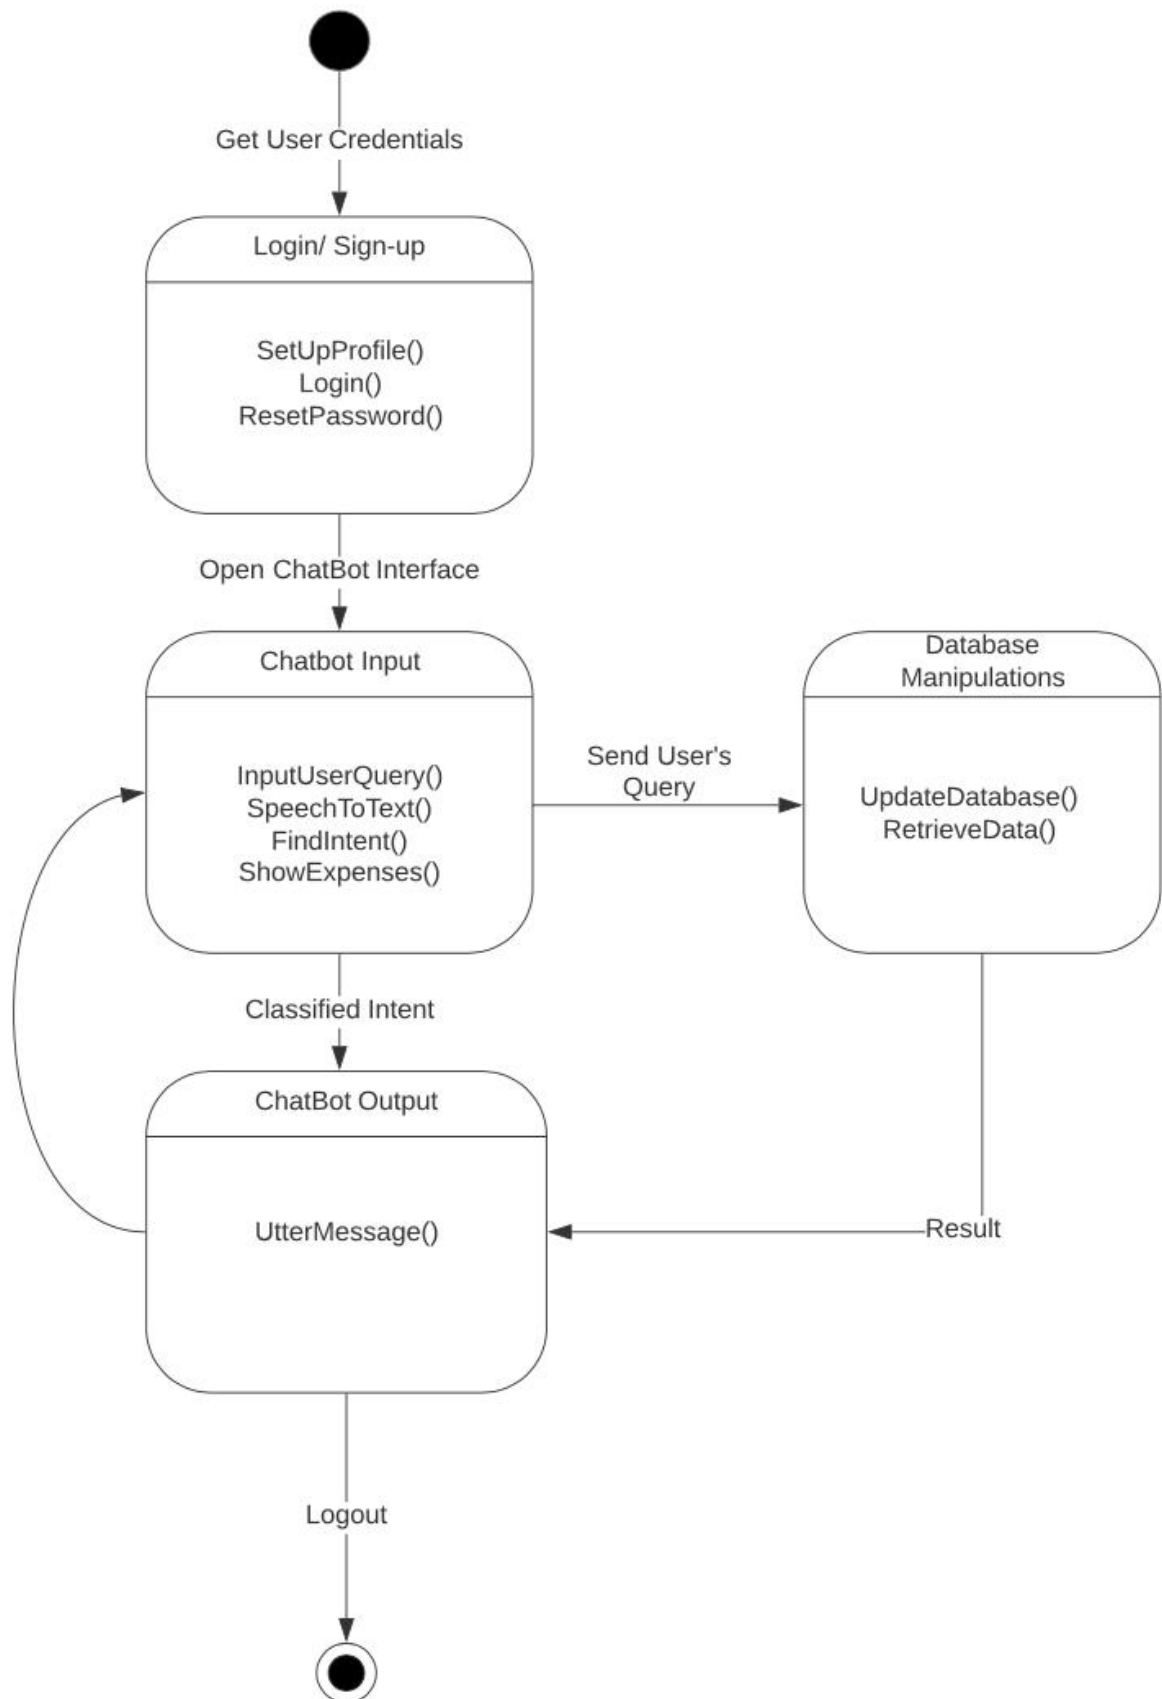 Get User Credentials
Login/ Sign-up
SetUpProfile()
Login()
ResetPassword()
Open ChatBot Interface
Chatbot Input
InputUserQuery()
SpeechToText()
FindIntent()
ShowExpenses()
Send User's
Query
Database
Manipulations
UpdateDatabase()
RetrieveData()
Classified Intent
ChatBot Output
UtterMessage()
Result
Logout